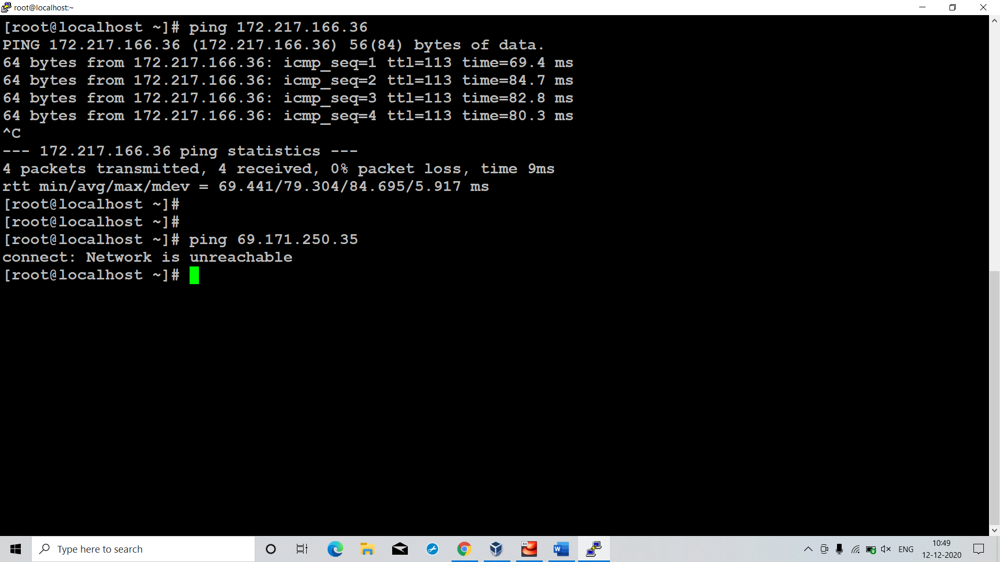 root@localhost:~
[root@localhost ~]# ping 172.217.166.36
PING 172.217.166.36 (172.217.166.36) 56(84) bytes of data.
64 bytes from 172.217.166.36: icmp_seq=1 ttl=113 time=69.4 ms
64 bytes from 172.217.166.36: icmp_seq=2 ttl=113 time=84.7 ms
64 bytes from 172.217.166.36: icmp_seq=3 ttl=113 time=82.8 ms
64 bytes from 172.217.166.36: icmp_seq=4 ttl=113 time=80.3 ms
^C
--- 172.217.166.36 ping statistics ---
4 packets transmitted, 4 received, 0% packet loss, time 9ms
rtt min/avg/max/mdev = 69.441/79.304/84.695/5.917 ms
[root@localhost ~]#
[root@localhost ~]#
[root@localhost ~]# ping 69.171.250.35
connect: Network is unreachable
[root@localhost ~]#
Type here to search
64
W
ENG
10:49
12-12-2020